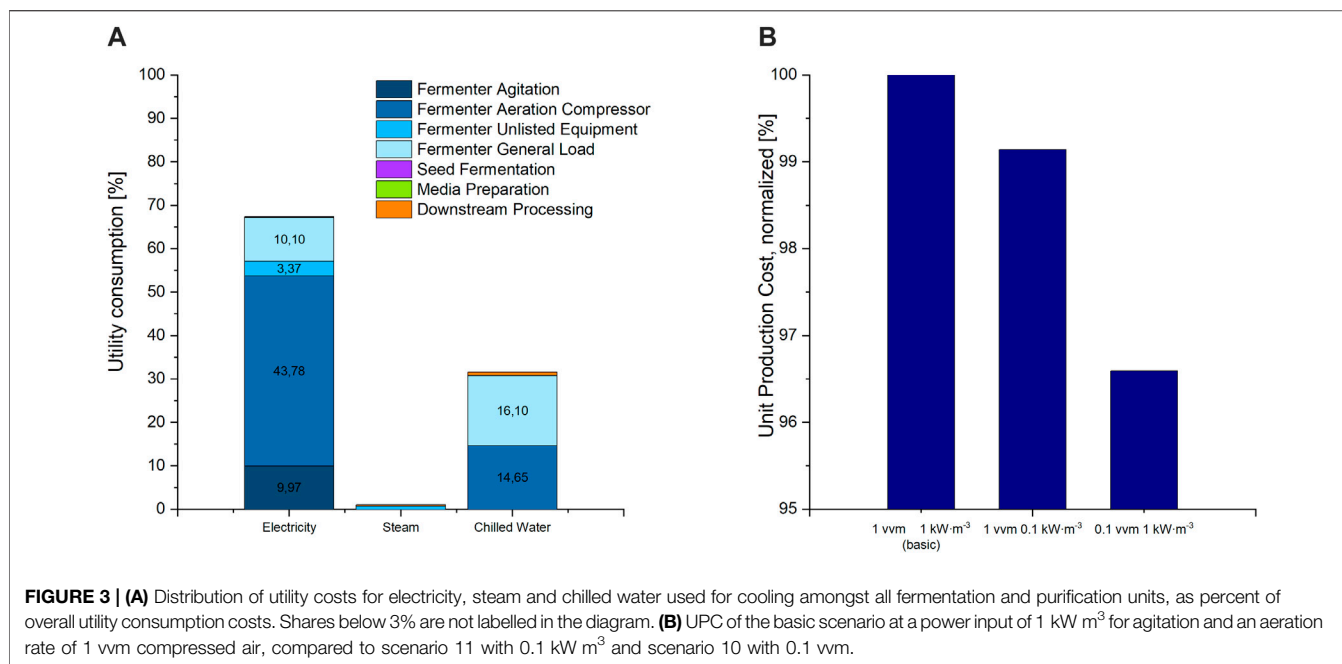 A
Utility consumption [%]
100
90
80
70
60
50
40
30
20
10
0
Fermenter Agitation
Fermenter Aeration Compressor
Fermenter Unlisted Equipment
Fermenter General Load
Seed Fermentation
Media Preparation
Downstream Processing
10,10
3,37
43,78
9,97
16,10
14,65
Electricity
Steam
Chilled Water
B
Unit Production Cost, normalized [%]
100
99
98
97
96
95
1 vvm 1 kW·m⁻³
(basic)
1 vvm 0.1 kW·m⁻³
0.1 vvm 1 kW·m⁻³
FIGURE 3 | (A) Distribution of utility costs for electricity, steam and chilled water used for cooling amongst all fermentation and purification units, as percent of
overall utility consumption costs. Shares below 3% are not labelled in the diagram. (B) UPC of the basic scenario at a power input of 1 kW m³ for agitation and an aeration
rate of 1 vvm compressed air, compared to scenario 11 with 0.1 kW m³ and scenario 10 with 0.1 vvm.